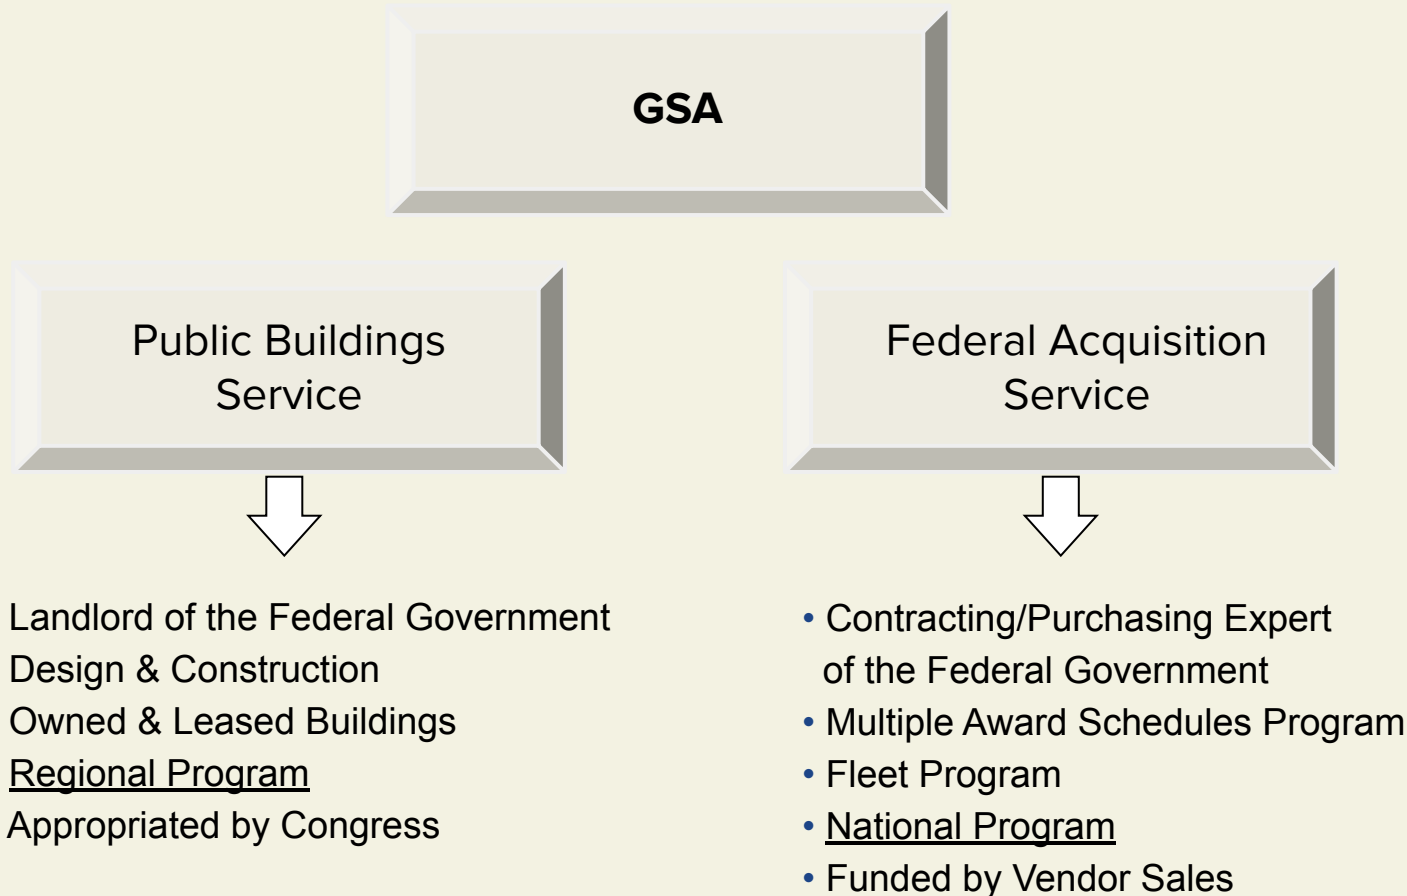 GSA
Public Buildings
Service
Federal Acquisition
Service
Landlord of the Federal Government
Design & Construction
Owned & Leased Buildings
Regional Program
Appropriated by Congress
• Contracting/Purchasing Expert
of the Federal Government
• Multiple Award Schedules Program
• Fleet Program
• National Program
• Funded by Vendor Sales